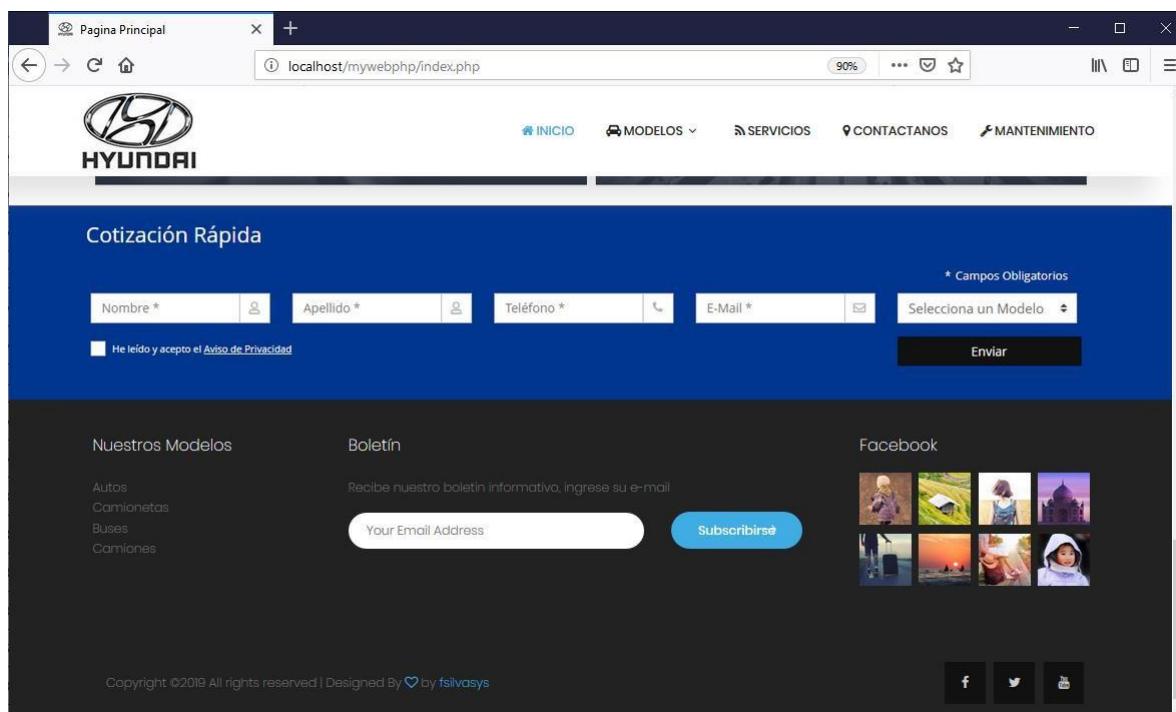 Pagina Principal
localhost/mywebphp/index.php
90%
HYUNDAI
INICIO
MODELOS
SERVICIOS
CONTACTANOS
MANTENIMIENTO
Cotización Rápida
* Campos Obligatorios
Nombre *
Apellido *
Teléfono *
E-Mail *
Selecciona un Modelo
He leído y acepto el Aviso de Privacidad
Enviar
Nuestros Modelos
Autos
Camionetas
Buses
Camiones
Boletín
Recibe nuestro boletin informativo, ingrese su e-mail
Your Email Address
Subscribirse
Facebook
Copyright ©2019 All rights reserved | Designed By ♡ by fsilvasys